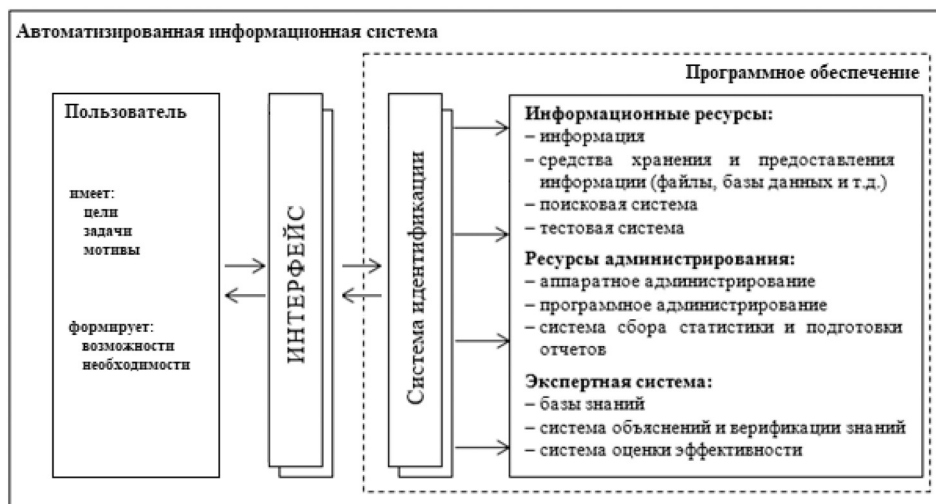 Автоматизированная информационная система
Программное обеспечение
Пользователь
имеет:
цели
задачи
мотивы
формирует:
возможности
необходимости
ИНТЕРФЕЙС
Система идентификации
Информационные ресурсы:
– информация
– средства хранения и предоставления
информации (файлы, базы данных и т.д.)
– поисковая система
– тестовая система
Ресурсы администрирования:
– аппаратное администрирование
– программное администрирование
– система сбора статистики и подготовки
отчетов
Экспертная система:
– базы знаний
– система объяснений и верификации знаний
– система оценки эффективности